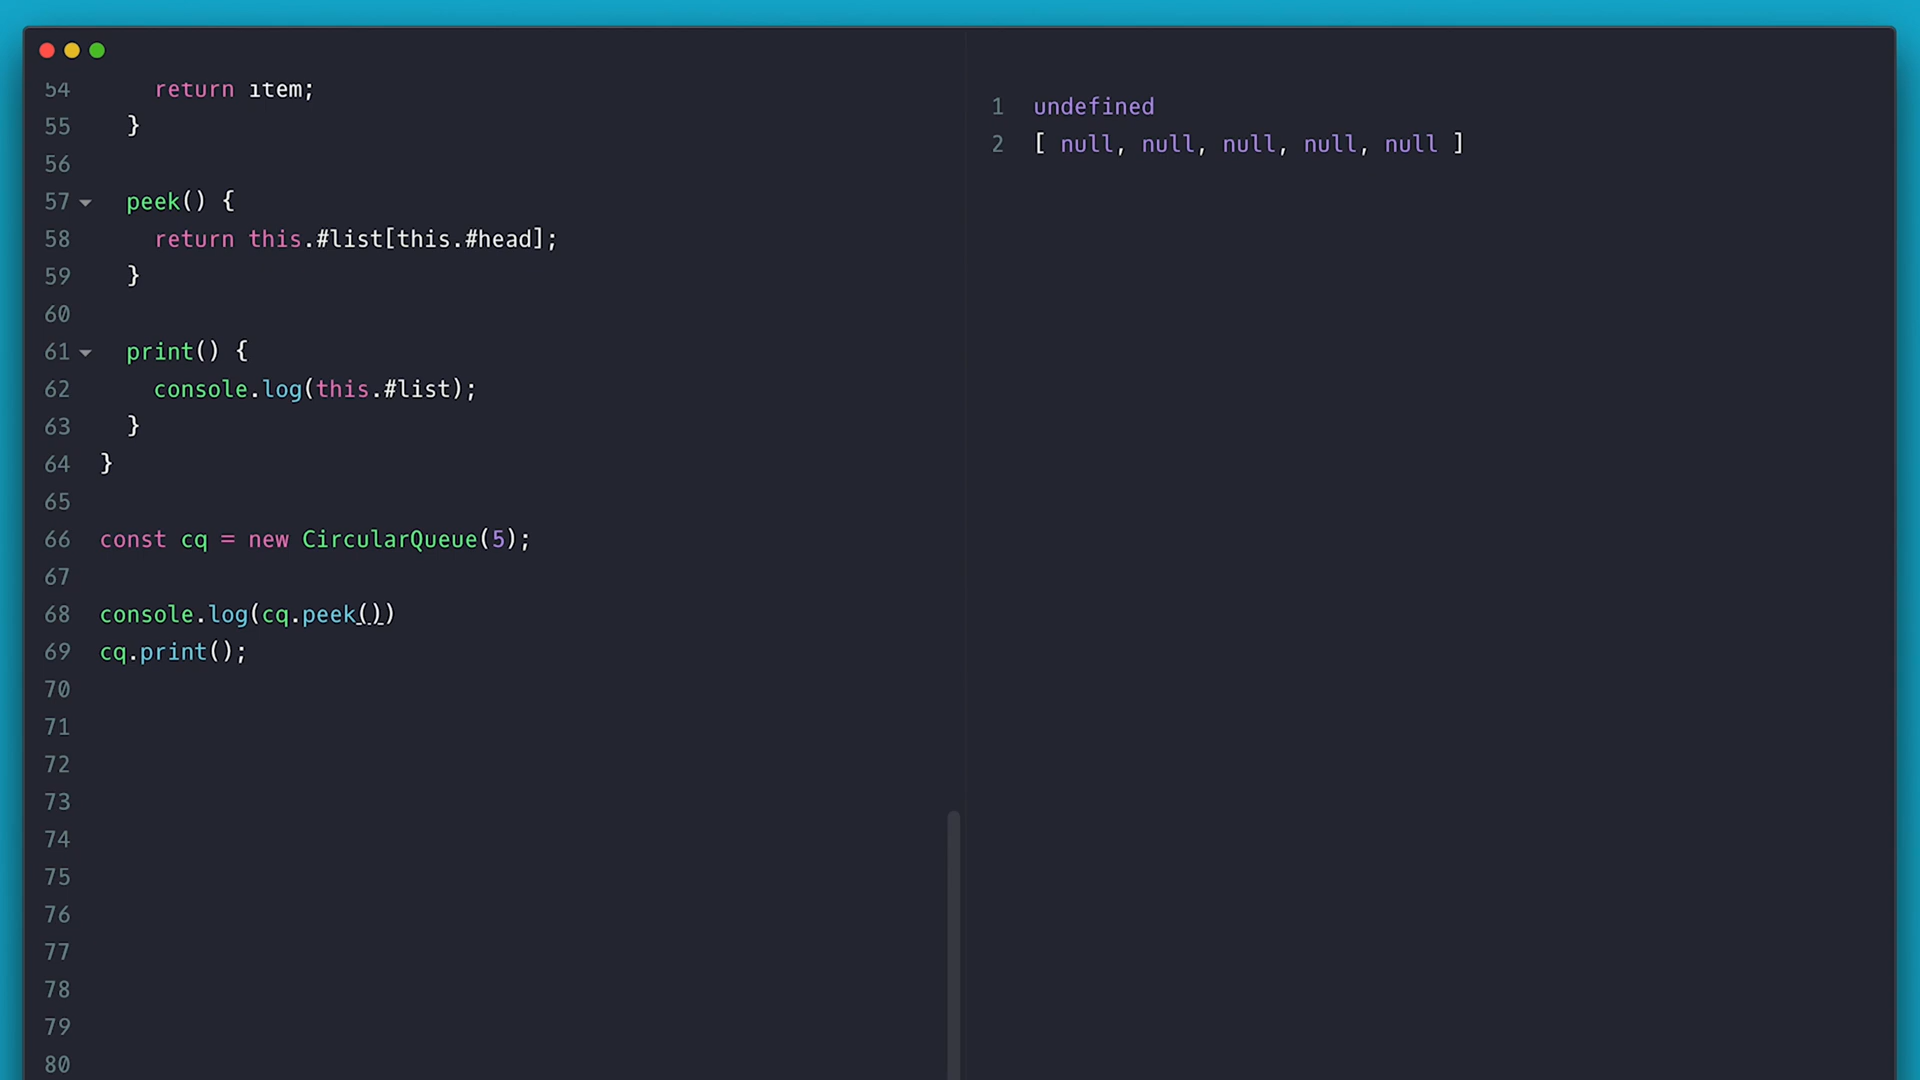 54 return item;
55 }
56
57 peek() {
58 return this.#list[this.#head];
59 }
60
61 print() {
62 console.log(this.#list);
63 }
64 }
65
66 const cq = new CircularQueue(5);
67
68 console.log(cq.peek())
69 cq.print();
70
71
72
73
74
75
76
77
78
79
80
1 undefined
2 [ null, null, null, null, null ]